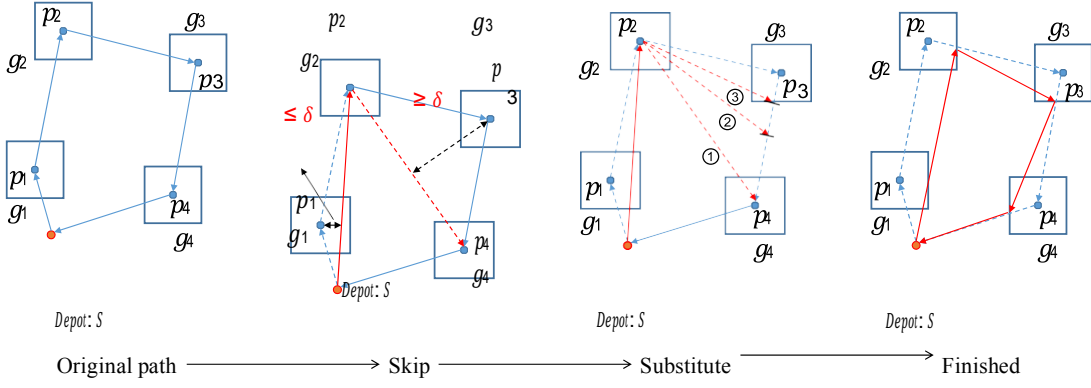 p2
g3
g2
p3
p1
g1
p4
g4
Depot: S
p2
g3
g2
p
3
≤ δ
≥ δ
p1
g1
p4
g4
Depot: S
g3
p2
g2
p3
③
②
①
p1
g1
p4
g4
Depot: S
g3
p2
g2
p3
p1
g1
p4
g4
Depot: S
Original path
Skip
Substitute
Finished